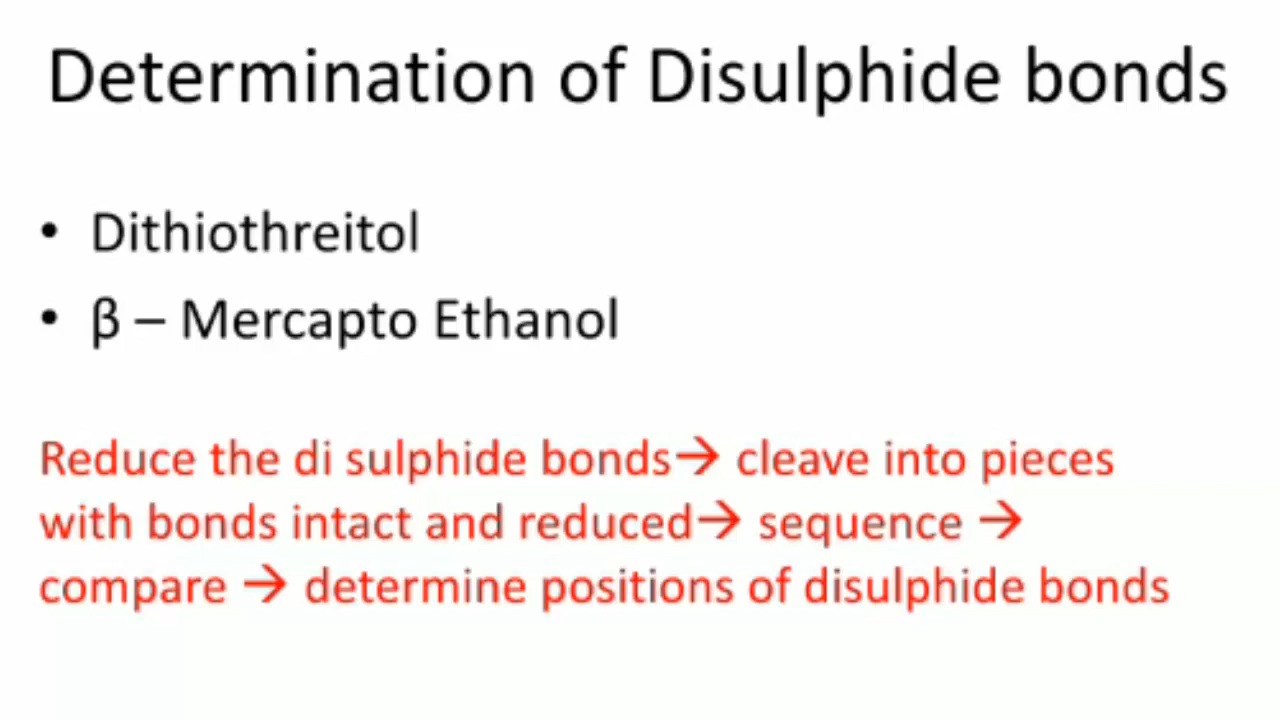 Determination of Disulphide bonds
• Dithiothreitol
• β – Mercapto Ethanol
Reduce the di sulphide bonds→ cleave into pieces
with bonds intact and reduced→ sequence →
compare → determine positions of disulphide bonds